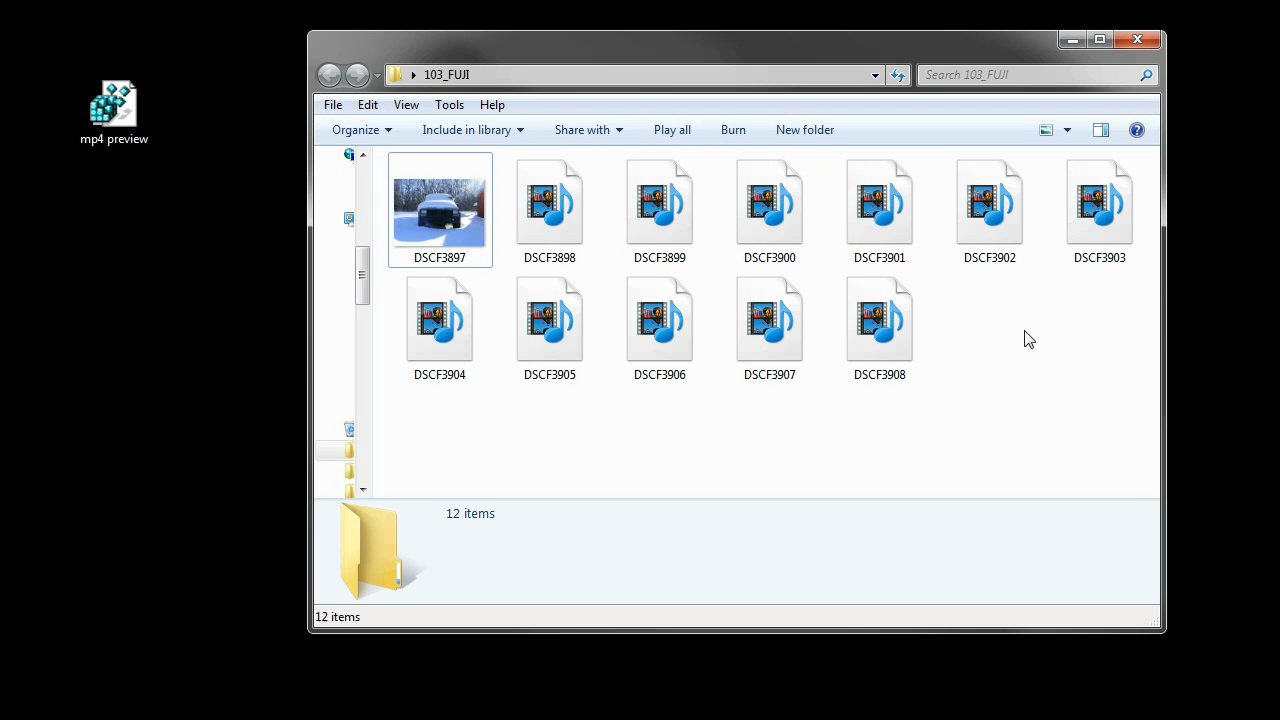 mp4 preview
103_FUJI
Search 103_FUJI
File Edit View Tools Help
Organize Include in library Share with Play all Burn New folder
DSCF3897 DSCF3898 DSCF3899 DSCF3900 DSCF3901 DSCF3902 DSCF3903
DSCF3904 DSCF3905 DSCF3906 DSCF3907 DSCF3908
12 items
12 items